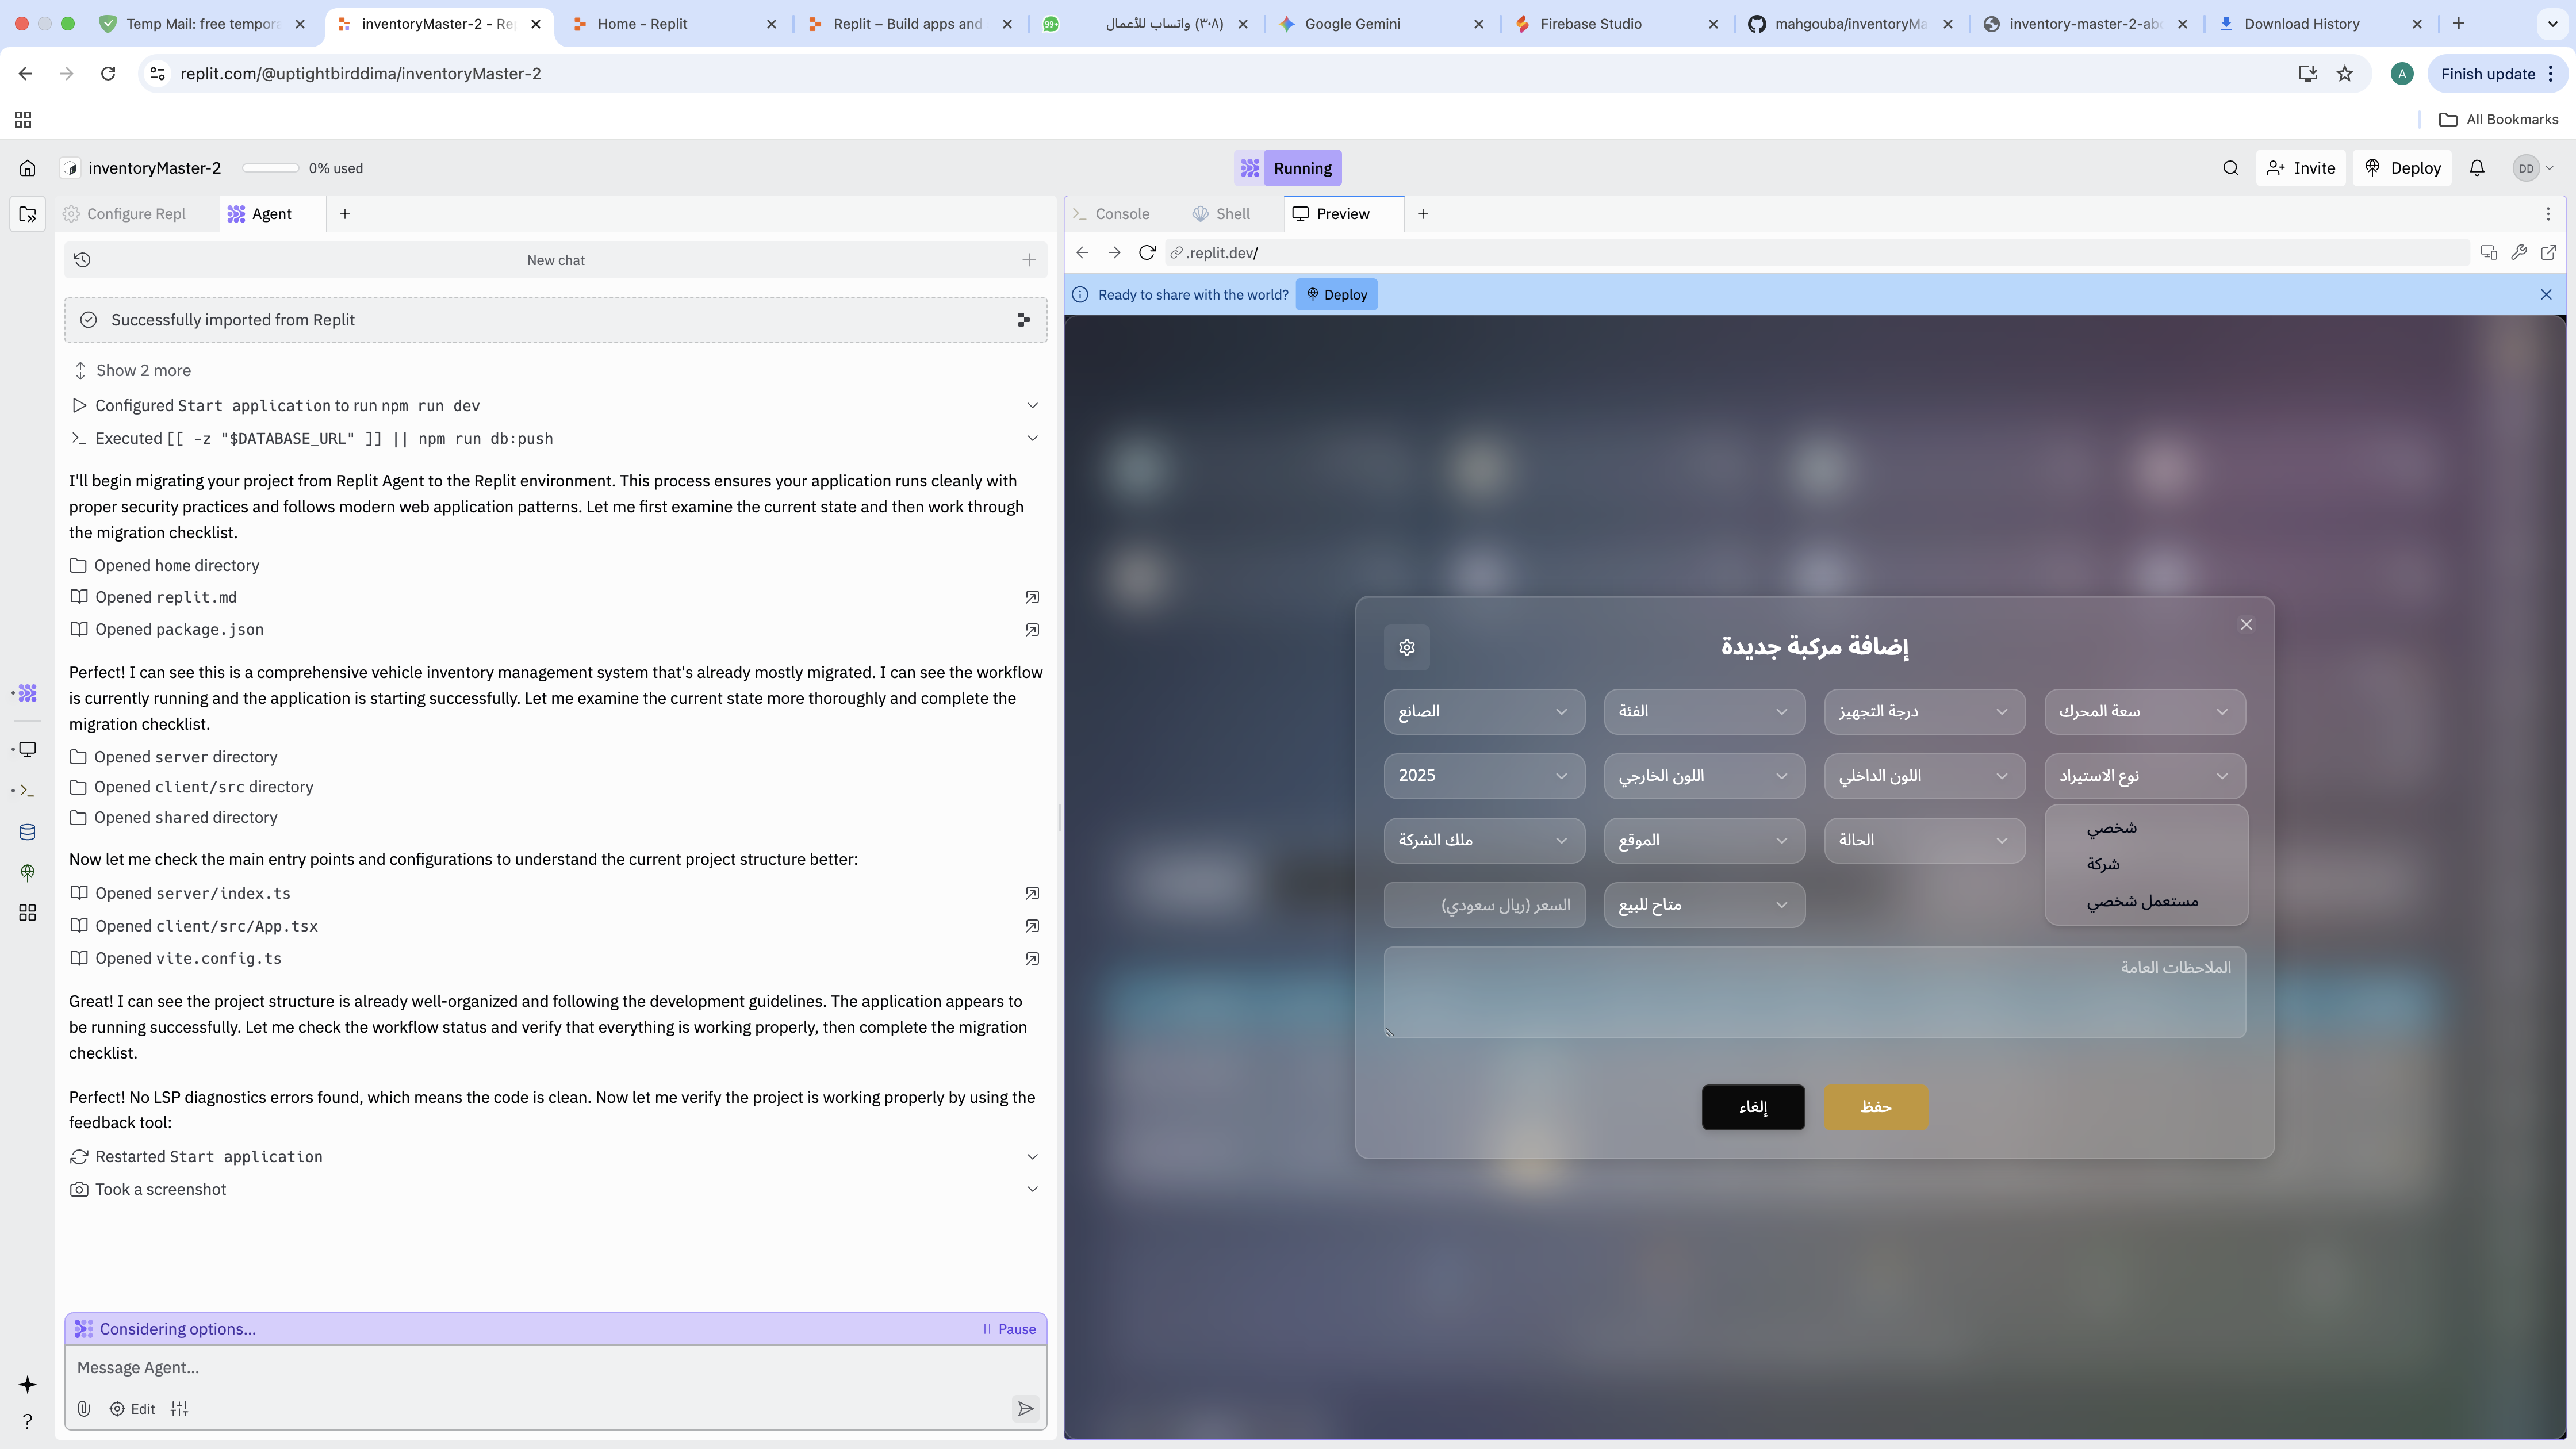 Temp Mail: free tempora
inventoryMaster-2 - Re
Home - Replit
Replit – Build apps and
99+
(٣٠٨) واتساب للأعمال
Google Gemini
Firebase Studio
mahgouba/inventoryMa
inventory-master-2-ab
Download History
replit.com/@uptightbirddima/inventoryMaster-2
A
Finish update
All Bookmarks
inventoryMaster-2
0% used
Running
Invite
Deploy
DD
Configure Repl
Agent
New chat
Successfully imported from Replit
Show 2 more
Configured Start application to run npm run dev
Executed [[ -z "$DATABASE_URL" ]] || npm run db:push
I'll begin migrating your project from Replit Agent to the Replit environment. This process ensures your application runs cleanly with
proper security practices and follows modern web application patterns. Let me first examine the current state and then work through
the migration checklist.
Opened home directory
Opened replit.md
Opened package.json
Perfect! I can see this is a comprehensive vehicle inventory management system that's already mostly migrated. I can see the workflow
is currently running and the application is starting successfully. Let me examine the current state more thoroughly and complete the
migration checklist.
Opened server directory
Opened client/src directory
Opened shared directory
Now let me check the main entry points and configurations to understand the current project structure better:
Opened server/index.ts
Opened client/src/App.tsx
Opened vite.config.ts
Great! I can see the project structure is already well-organized and following the development guidelines. The application appears to
be running successfully. Let me check the workflow status and verify that everything is working properly, then complete the migration
checklist.
Perfect! No LSP diagnostics errors found, which means the code is clean. Now let me verify the project is working properly by using the
feedback tool:
Restarted Start application
Took a screenshot
Considering options...
Pause
Message Agent...
Edit
?
Console
Shell
Preview
.replit.dev/
Ready to share with the world?
Deploy
إضافة مركبة جديدة
الصانع
الفئة
درجة التجهيز
سعة المحرك
2025
اللون الخارجي
اللون الداخلي
نوع الاستيراد
ملك الشركة
الموقع
الحالة
شخصي
شركة
مستعمل شخصي
السعر (ريال سعودي)
متاح للبيع
الملاحظات العامة
إلغاء
حفظ